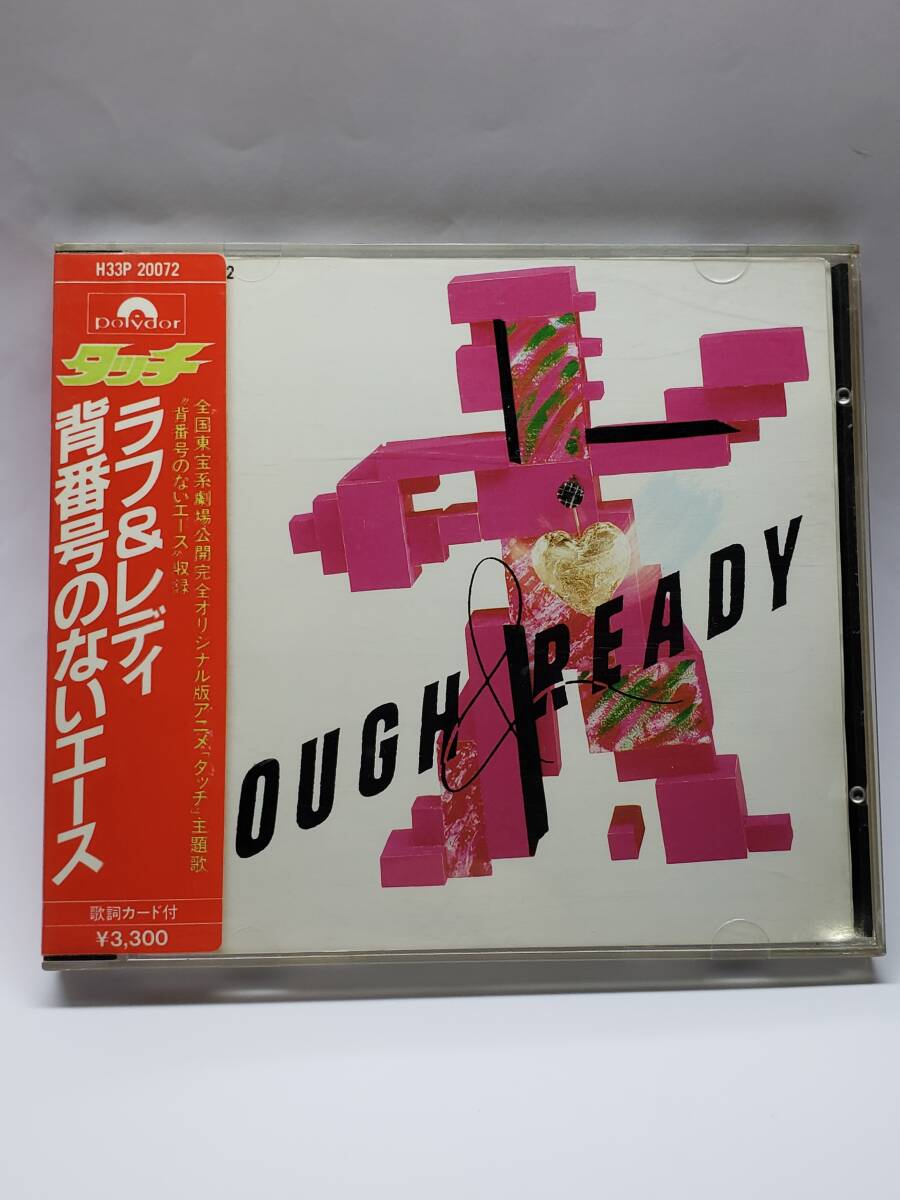 H33P 20072
polydor
タッチ
ラフ&レディ
背番号のないエース
全国東宝系劇場公開完全オリジナル版アニメ「タッチ」主題歌
"背番号のないエース"収録
歌詞カード付
¥3,300
2
OUGH & READY